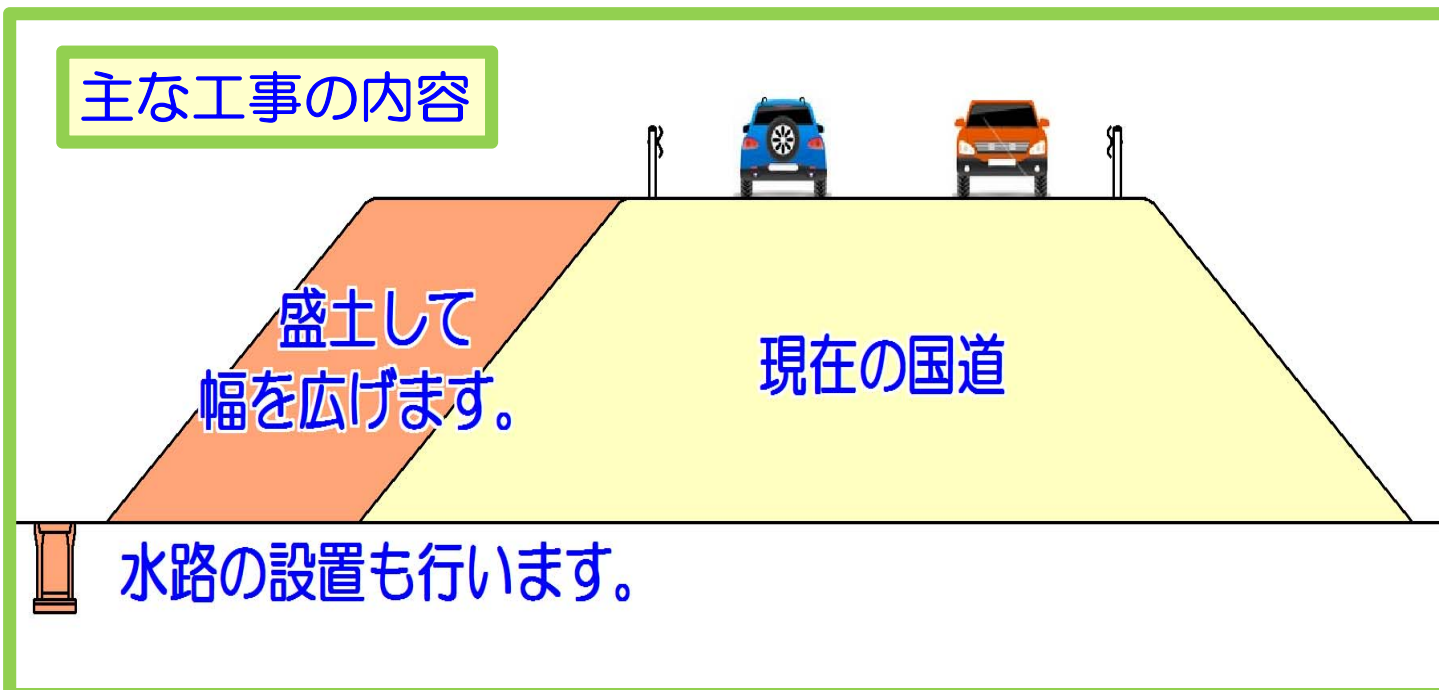 主な工事の内容
盛土して
幅を広げます。
現在の国道
水路の設置も行います。